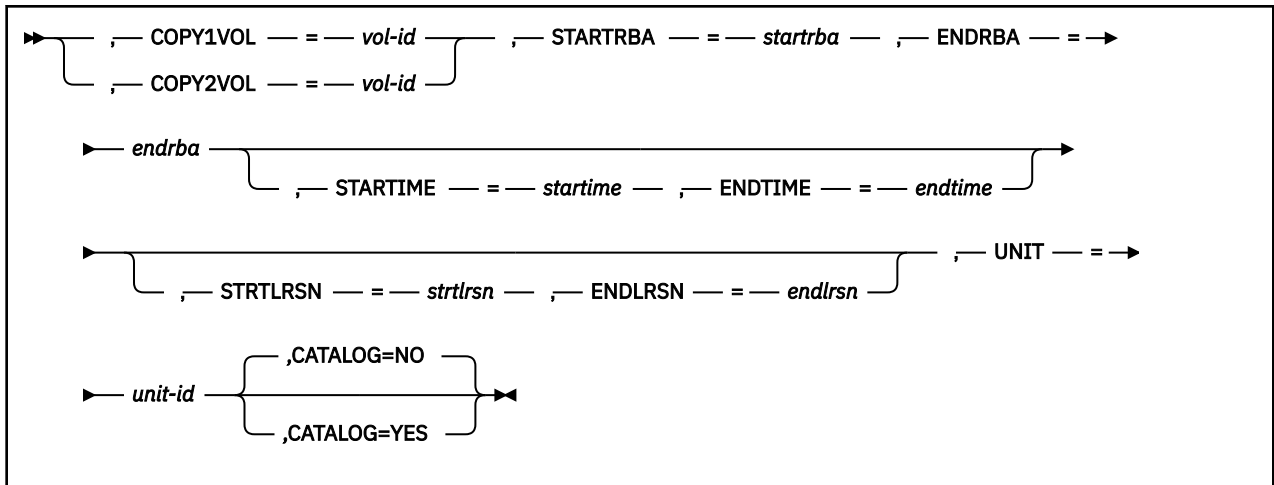 , COPY1VOL = vol-id , STARTRBA = startrba , ENDRBA =
, COPY2VOL = vol-id
endrba
, STARTIME = startime , ENDTIME = endtime
, UNIT =
, STRTLRSN = strtlrsn , ENDLRSN = endlrsn
,CATALOG=NO
unit-id
,CATALOG=YES